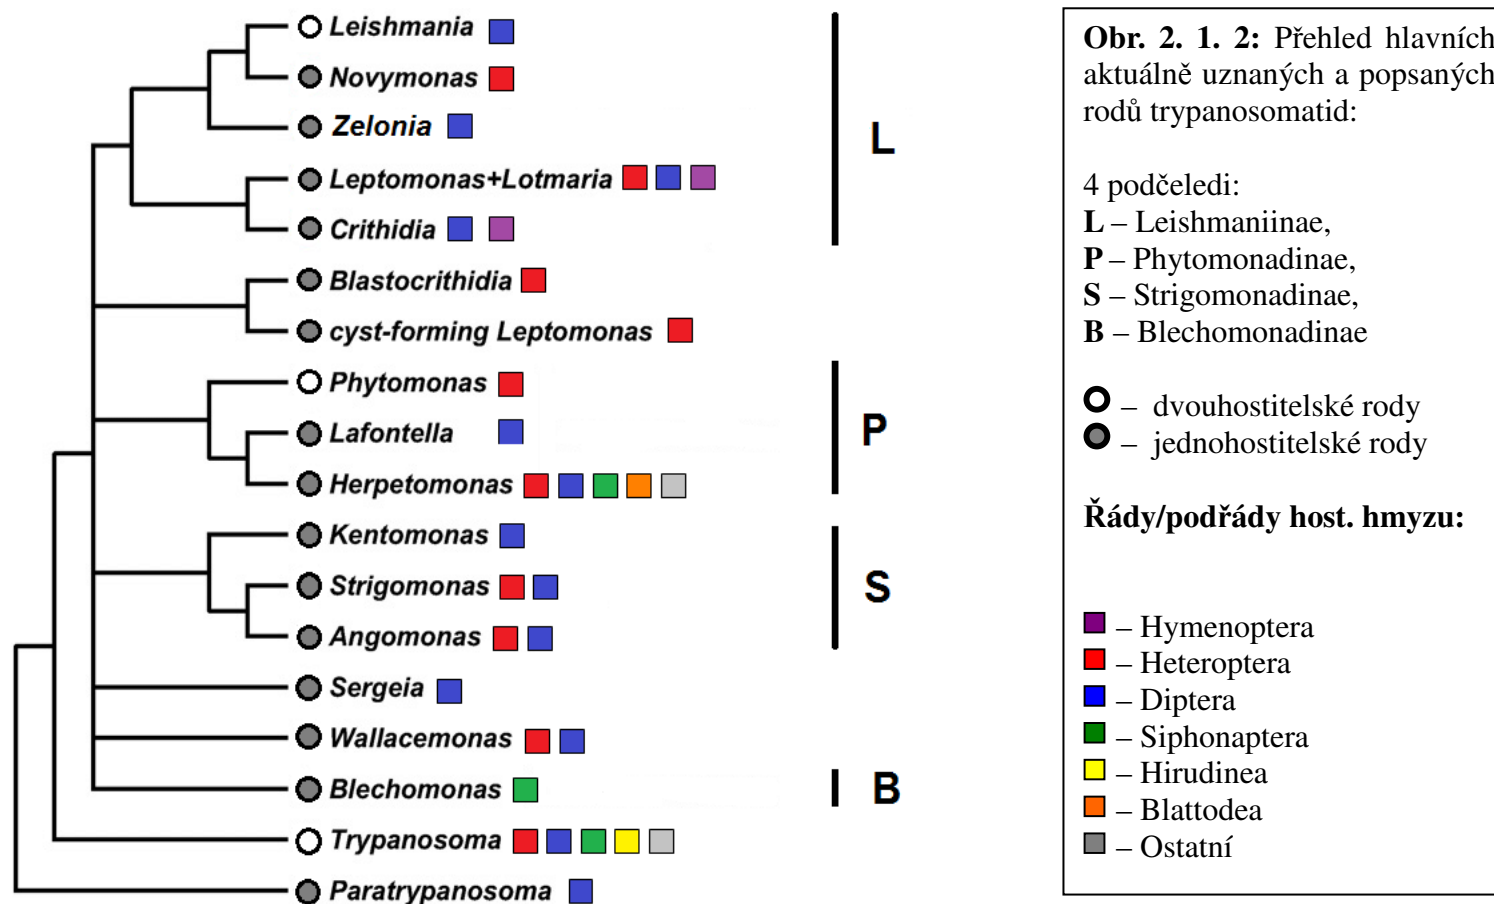 Leishmania
Novymonas
Zelonia
Leptomonas+Lotmaria
Crithidia
L
Blastocrithidia
cyst-forming Leptomonas
Phytomonas
Lafontella
Herpetomonas
P
Kentomonas
Strigomonas
Angomonas
S
Sergeia
Wallacemonas
Blechomonas
B
Trypanosoma
Paratrypanosoma
Obr. 2. 1. 2: Přehled hlavních
aktuálně uznaných a popsaných
rodů trypanosomatid:
4 podčeledi:
L – Leishmaniinae,
P – Phytomonadinae,
S – Strigomonadinae,
B – Blechomonadinae
– dvouhostitelské rody
– jednohostitelské rody
Řády/podřády host. hmyzu:
– Hymenoptera
– Heteroptera
– Diptera
– Siphonaptera
– Hirudinea
– Blattodea
– Ostatní